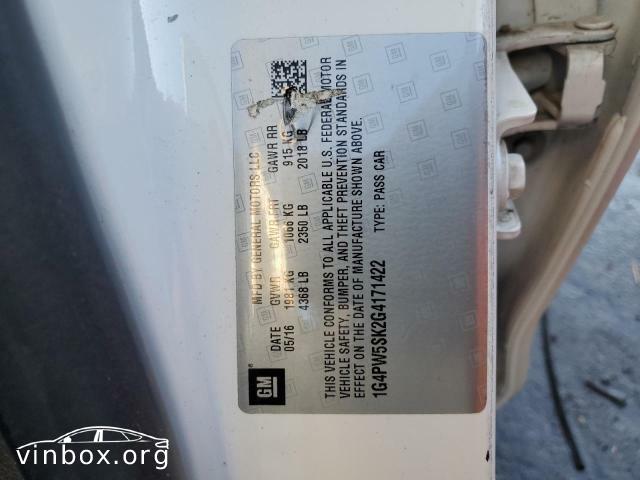 MFD BY GENERAL MOTORS LLC
DATE GVWR GAWR FRT GAWR RR
05/16 1981 KG 1066 KG 915 KG
4368 LB 2350 LB 2018 LB
THIS VEHICLE CONFORMS TO ALL APPLICABLE U.S. FEDERAL MOTOR
VEHICLE SAFETY, BUMPER, AND THEFT PREVENTION STANDARDS IN
EFFECT ON THE DATE OF MANUFACTURE SHOWN ABOVE.
1G4PW5SK2G4171422 TYPE: PASS CAR
GM
vinbox.org